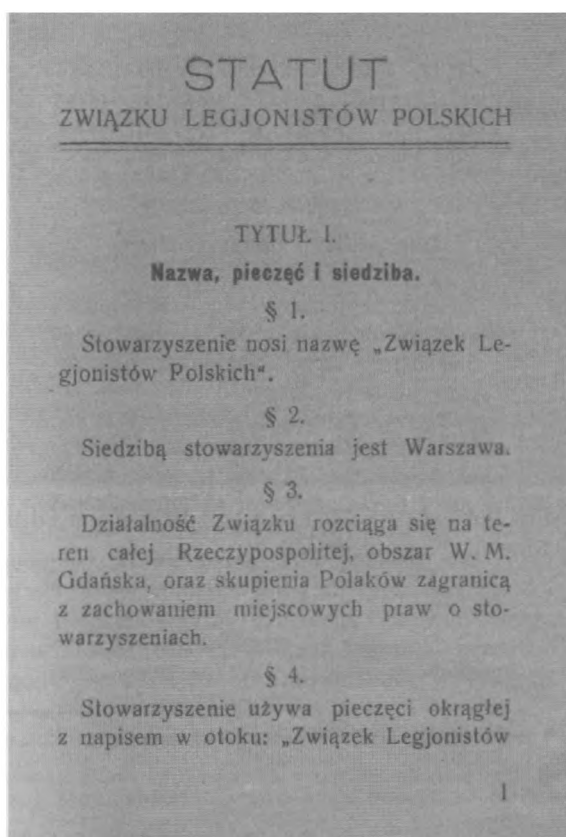 STATUT
ZWIĄZKU LEGJONISTÓW POLSKICH
TYTUŁ I.
Nazwa, pieczęć i siedziba.
§ 1.
Stowarzyszenie nosi nazwę „Związek Le-
gjonistów Polskich“.
§ 2.
Siedzibą stowarzyszenia jest Warszawa.
§ 3.
Działalność Związku rozciąga się na te-
ren całej Rzeczypospolitej, obszar W. M.
Gdańska, oraz skupienia Polaków zagranicą
z zachowaniem miejscowych praw o sto-
warzyszeniach.
§ 4.
Stowarzyszenie używa pieczęci okrągłej
z napisem w otoku: „Związek Legjonistów
1